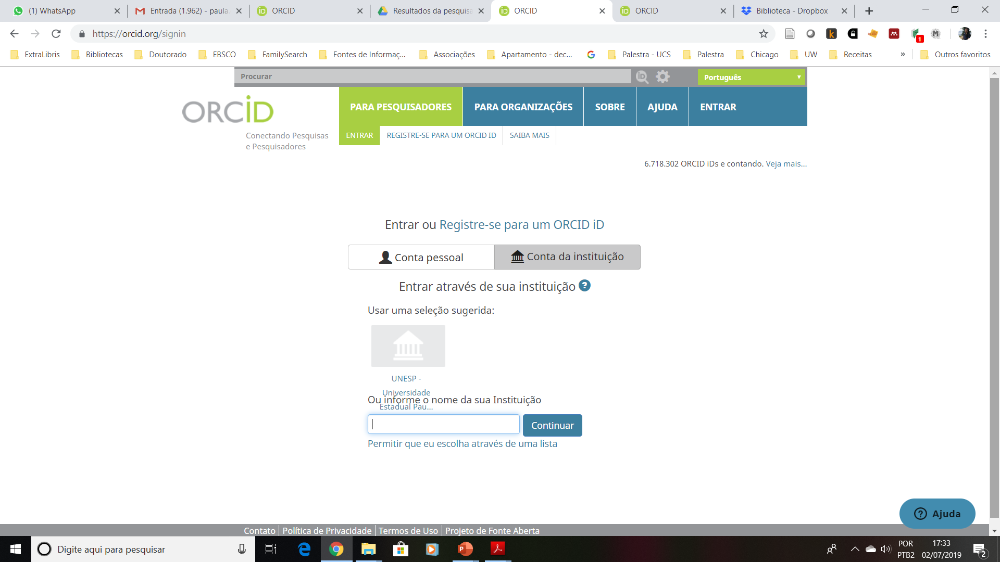 (1) WhatsApp
Entrada (1.962) - paula.
ORCID
Resultados da pesquisa
ORCID
ORCID
Biblioteca - Dropbox
https://orcid.org/signin
1
ExtraLibris
Bibliotecas
Doutorado
EBSCO
FamilySearch
Fontes de Informaç...
Associações
Apartamento - dec...
Palestra - UCS
Palestra
Chicago
UW
Receitas
»
Outros favoritos
Procurar
Português
ORCID
Conectando Pesquisas
e Pesquisadores
PARA PESQUISADORES
PARA ORGANIZAÇÕES
SOBRE
AJUDA
ENTRAR
ENTRAR
REGISTRE-SE PARA UM ORCID ID
SAIBA MAIS
6.718.302 ORCID iDs e contando. Veja mais...
Entrar ou Registre-se para um ORCID iD
Conta pessoal
Conta da instituição
Entrar através de sua instituição ?
Usar uma seleção sugerida:
UNESP -
Universidade
Estadual Pau...
Ou informe o nome da sua Instituição
Continuar
Permitir que eu escolha através de uma lista
? Ajuda
Contato
Política de Privacidade
Termos de Uso
Projeto de Fonte Aberta
Digite aqui para pesquisar
POR
PTB2
17:33
02/07/2019
2